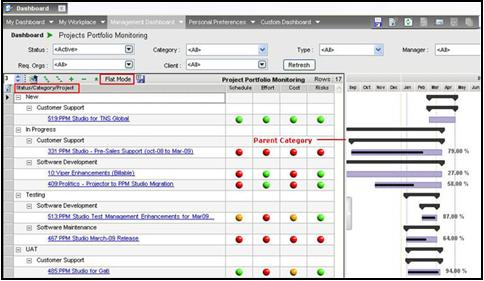 Dashboard
My Dashboard My Workplace Management Dashboard Personal Preferences Custom Dashboard
Dashboard Projects Portfolio Monitoring
Status : <Active> Category : <All> Type : <All> Manager : <All>
Req. Orgs : <All> Client : <All> Refresh
3 Flat Mode Project Portfolio Monitoring Rows : 17
Status/Category/Project Schedule Effort Cost Risks Sep Oct Nov Dec Jan Feb Mar Apr May Jun
New
Customer Support
519:PPM Studio for TNS Global
In Progress
Customer Support Parent Category
331:PPM Studio - Pre-Sales Support (oct-08 to Mar-09) 79.00 %
Software Development
10:Viper Enhancements (Billable) 27.00 %
409:Prolitics - Projector to PPM Studio Migration 58.00 %
Testing
Software Development
513:PPM Studio Test Management Enhancements for Mar09... 87.00 %
Software Maintenance
467:PPM Studio March-09 Release 64.00 %
UAT
Customer Support
485:PPM Studio for 94.00 %